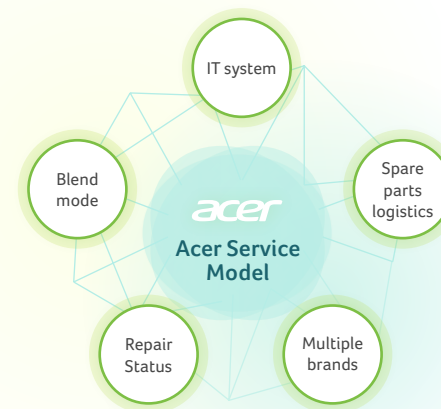 IT system
Blend
mode
Spare
parts
logistics
acer
Acer Service
Model
Repair
Status
Multiple
brands